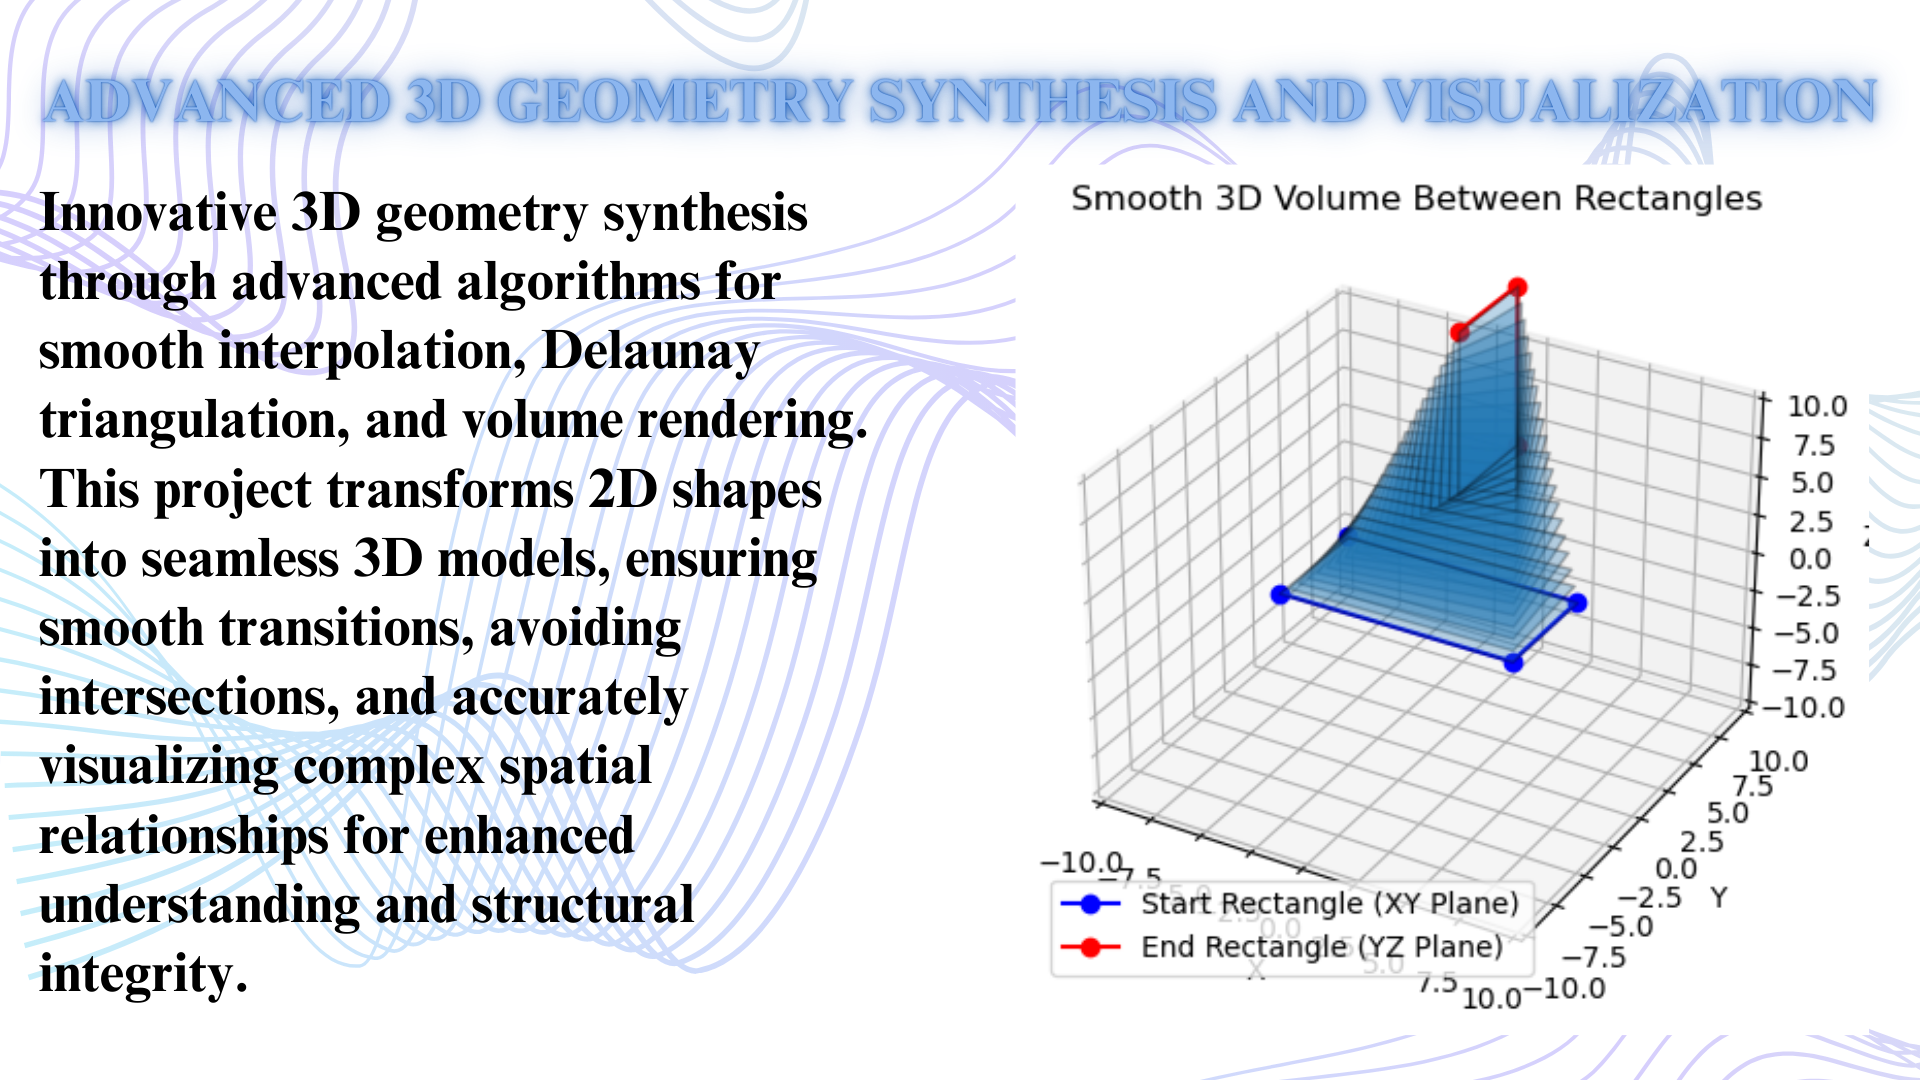 ADVANCED 3D GEOMETRY SYNTHESIS AND VISUALIZATION
Innovative 3D geometry synthesis
through advanced algorithms for
smooth interpolation, Delaunay
triangulation, and volume rendering.
This project transforms 2D shapes
into seamless 3D models, ensuring
smooth transitions, avoiding
intersections, and accurately
visualizing complex spatial
relationships for enhanced
understanding and structural
integrity.
Smooth 3D Volume Between Rectangles
10.0
7.5
5.0
2.5
0.0
−2.5
−5.0
−7.5
−10.0
10.0
7.5
5.0
2.5
0.0
−2.5
−5.0
−7.5
−10.0
Y
−10.0
−7.5
−5.0
−2.5
0.0
5.0
7.5
10.0
X
Start Rectangle (XY Plane)
End Rectangle (YZ Plane)